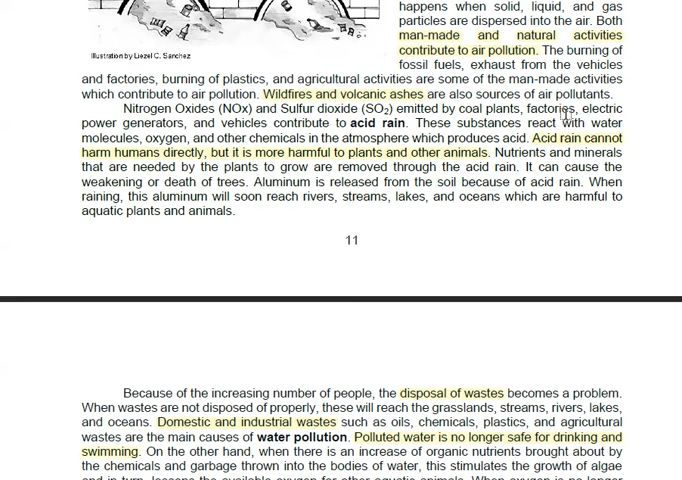 happens when solid, liquid, and gas
particles are dispersed into the air. Both
man-made and natural activities
contribute to air pollution. The burning of
Illustration by Liezel C. Sanchez
fossil fuels, exhaust from the vehicles
and factories, burning of plastics, and agricultural activities are some of the man-made activities
which contribute to air pollution. Wildfires and volcanic ashes are also sources of air pollutants.
Nitrogen Oxides (NOx) and Sulfur dioxide (SO2) emitted by coal plants, factories, electric
power generators, and vehicles contribute to acid rain. These substances react with water
molecules, oxygen, and other chemicals in the atmosphere which produces acid. Acid rain cannot
harm humans directly, but it is more harmful to plants and other animals. Nutrients and minerals
that are needed by the plants to grow are removed through the acid rain. It can cause the
weakening or death of trees. Aluminum is released from the soil because of acid rain. When
raining, this aluminum will soon reach rivers, streams, lakes, and oceans which are harmful to
aquatic plants and animals.
11
Because of the increasing number of people, the disposal of wastes becomes a problem.
When wastes are not disposed of properly, these will reach the grasslands, streams, rivers, lakes,
and oceans. Domestic and industrial wastes such as oils, chemicals, plastics, and agricultural
wastes are the main causes of water pollution. Polluted water is no longer safe for drinking and
swimming. On the other hand, when there is an increase of organic nutrients brought about by
the chemicals and garbage thrown into the bodies of water, this stimulates the growth of algae
and in turn, lessens the available oxygen for other aquatic animals. When oxygen is no longer